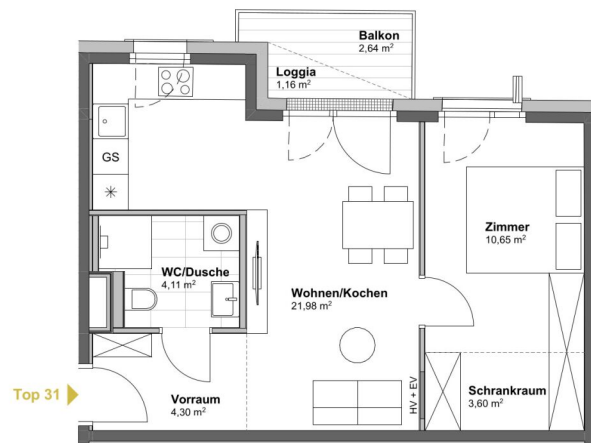 Balkon
2,64 m²
Loggia
1,16 m²
GS
Zimmer
10,65 m²
WC/Dusche
4,11 m²
Wohnen/Kochen
21,98 m²
Top 31
Vorraum
4,30 m²
HV + EV
Schrankraum
3,60 m²